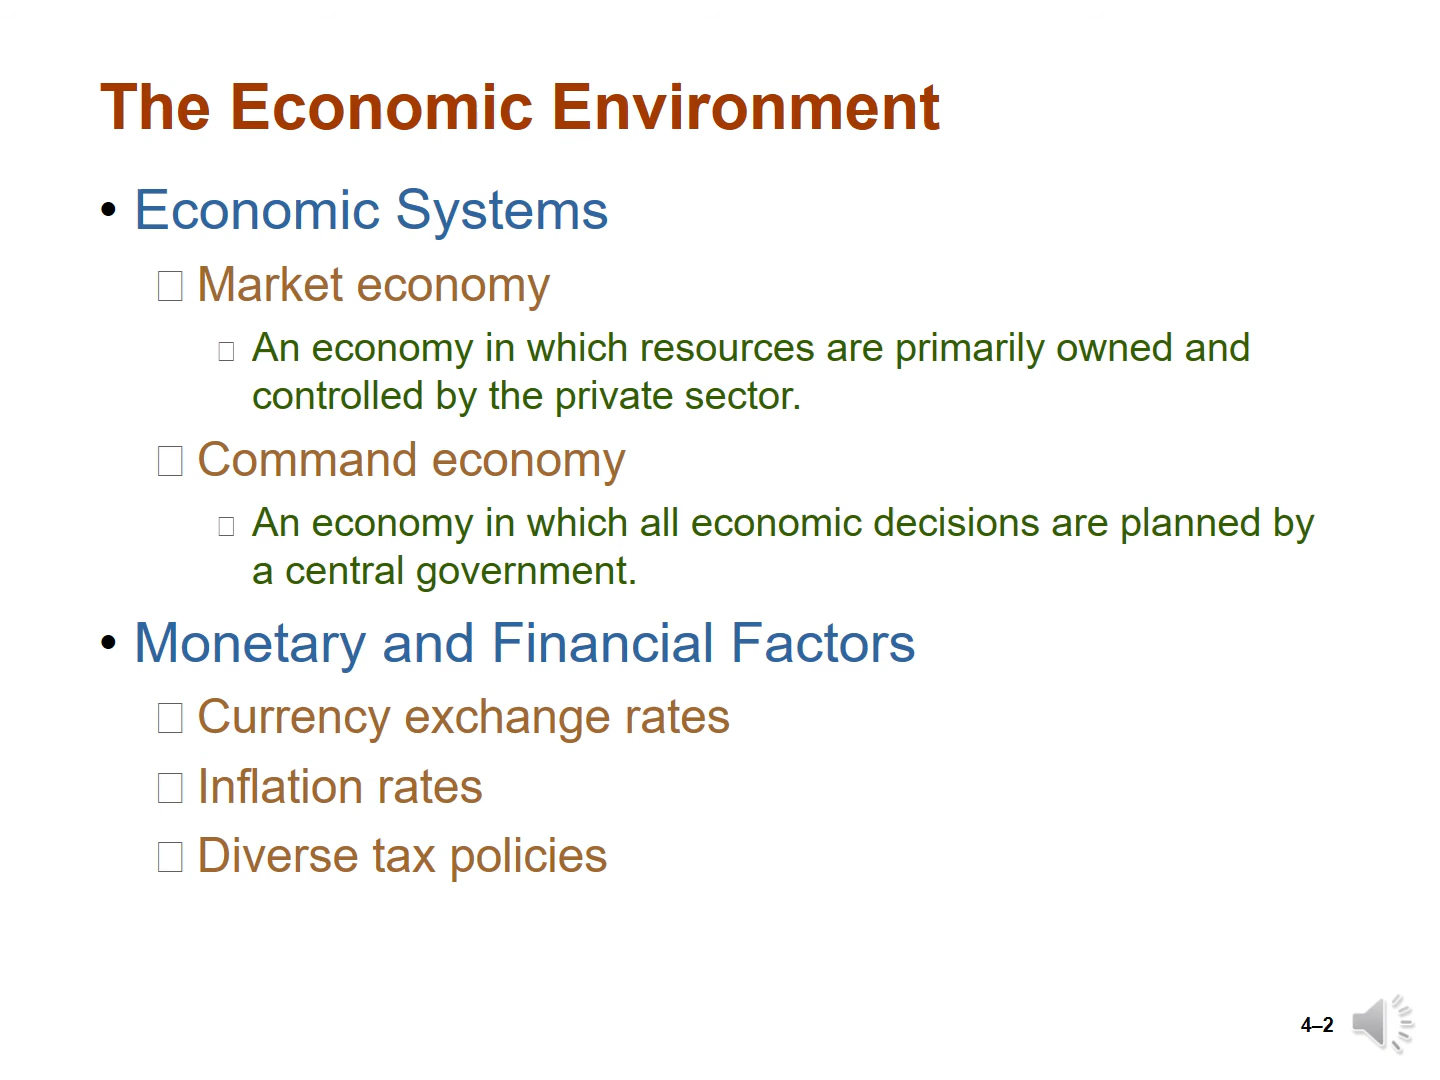 The Economic Environment
• Economic Systems
Market economy
An economy in which resources are primarily owned and
controlled by the private sector.
Command economy
An economy in which all economic decisions are planned by
a central government.
• Monetary and Financial Factors
Currency exchange rates
Inflation rates
Diverse tax policies
4–2